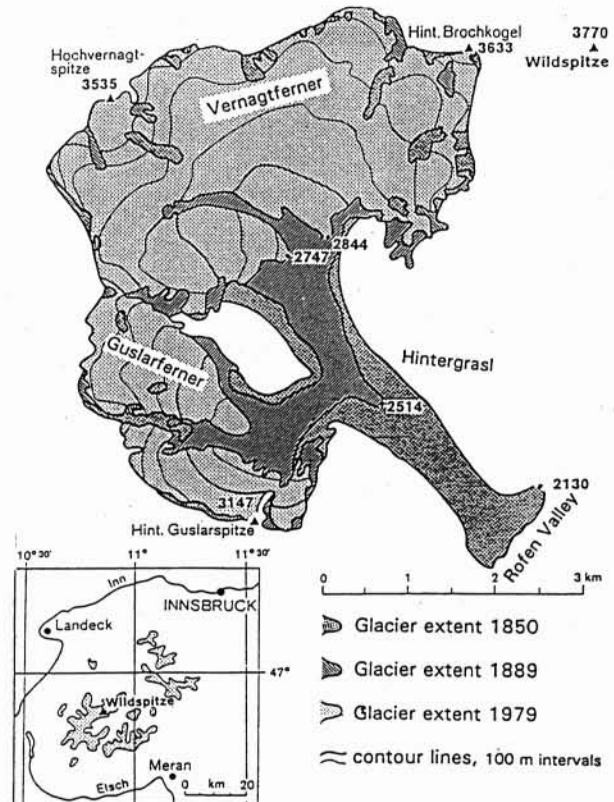 Hint. Brochkogel
3633
3770
Wildspitze
Hochvernagt-
spitze
3535
Vernagtferner
2844
2747
Guslarferner
Hintergrasl
2514
2130
Rofen Valley
3147
Hint. Guslarspitze
0 1 2 3 km
10°30' 11° 11°30'
Inn
INNSBRUCK
Landeck
47°
Wildspitze
Meran
Etsch
0 km 20
Glacier extent 1850
Glacier extent 1889
Glacier extent 1979
contour lines, 100 m intervals